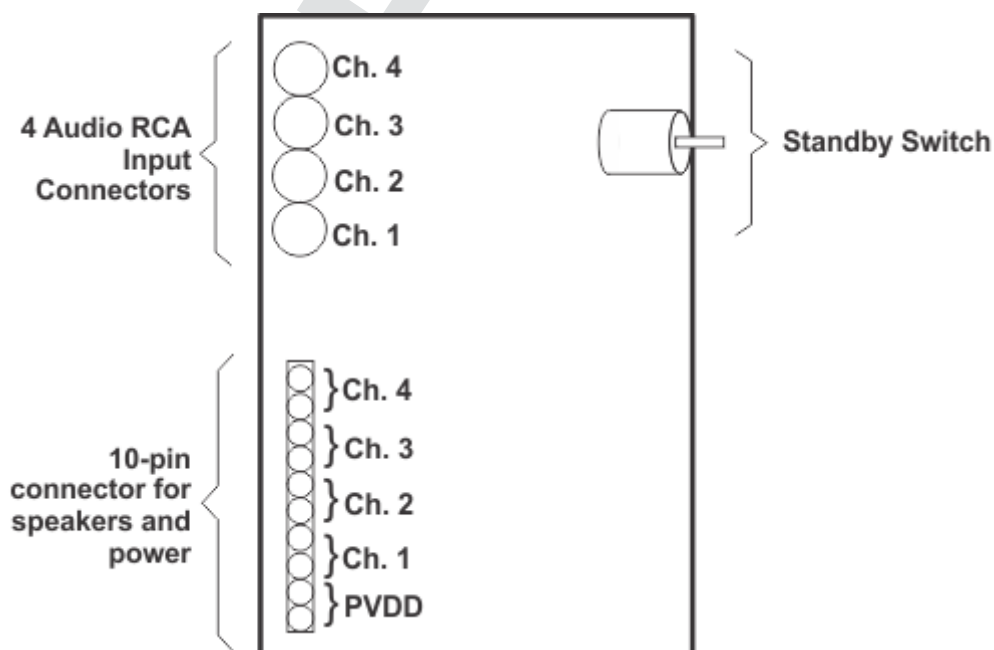 4 Audio RCA
Input
Connectors
Ch. 4
Ch. 3
Ch. 2
Ch. 1
Standby Switch
10-pin
connector for
speakers and
power
Ch. 4
Ch. 3
Ch. 2
Ch. 1
PVDD